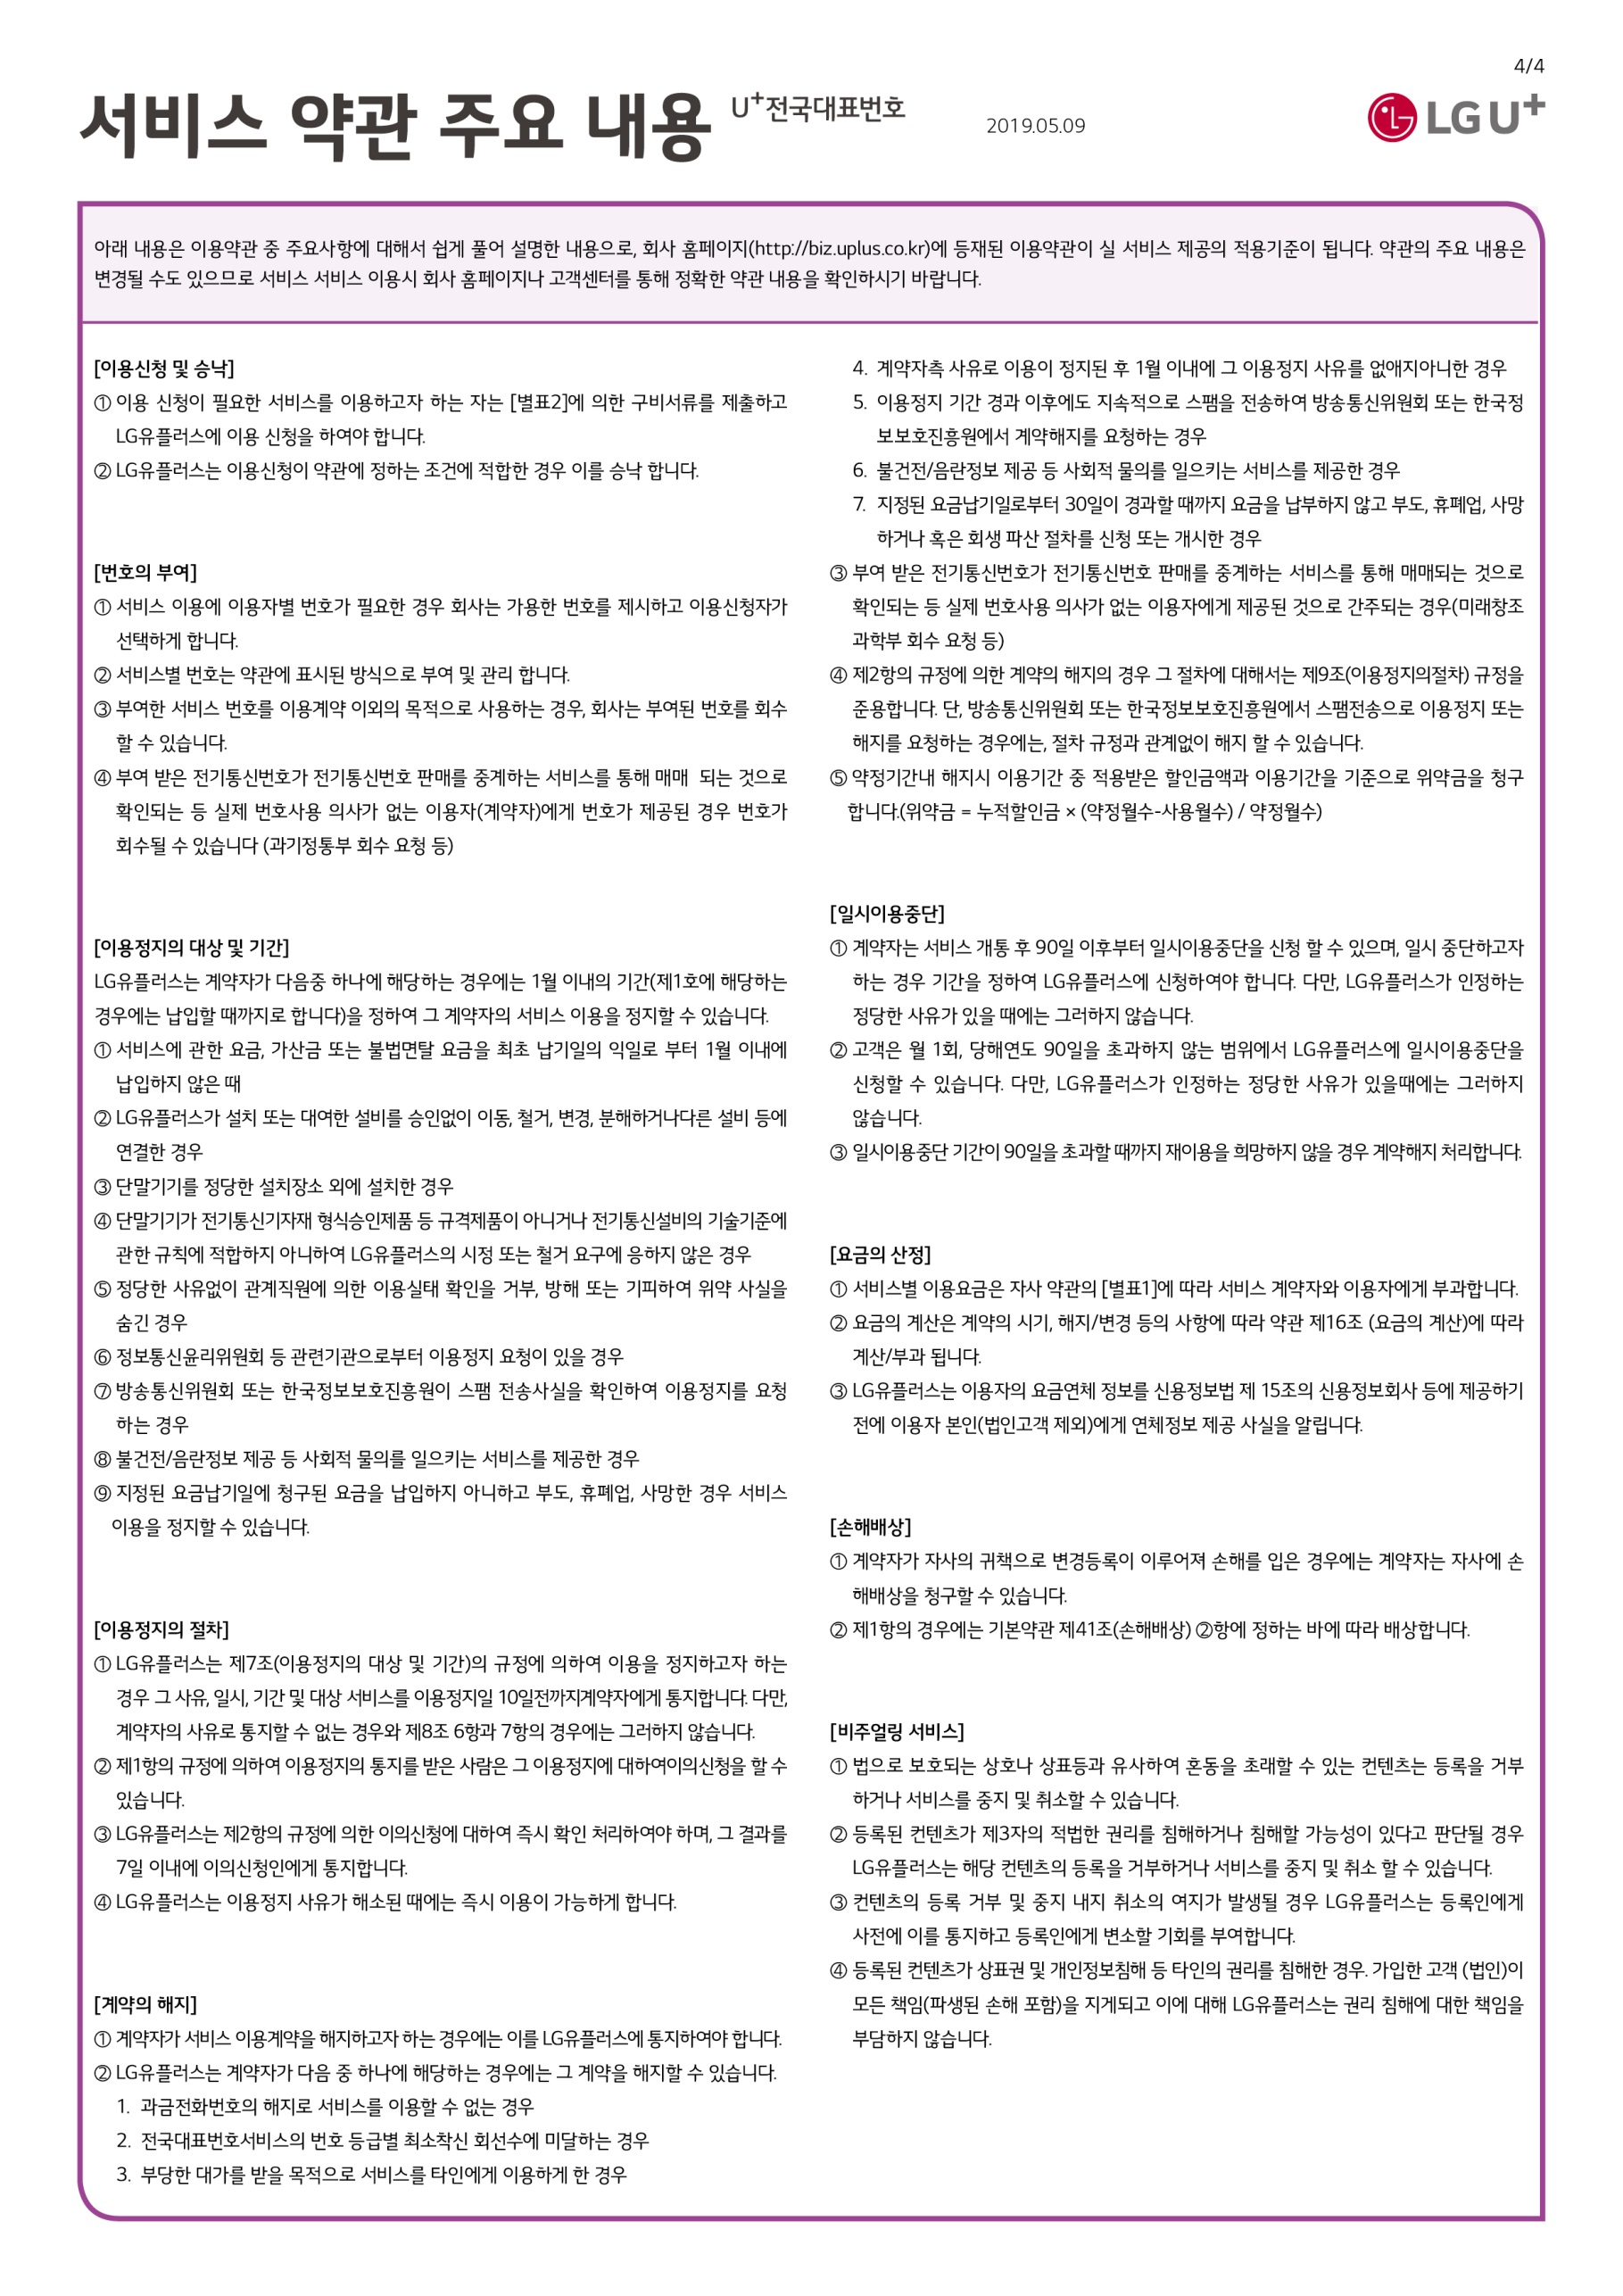 4/4
서비스 약관 주요 내용 U+전국대표번호
2019.05.09
LG U+
아래 내용은 이용약관 중 주요사항에 대해서 쉽게 풀어 설명한 내용으로, 회사 홈페이지(http://biz.uplus.co.kr)에 등재된 이용약관이 실 서비스 제공의 적용기준이 됩니다. 약관의 주요 내용은
변경될 수도 있으므로 서비스 서비스 이용시 회사 홈페이지나 고객센터를 통해 정확한 약관 내용을 확인하시기 바랍니다.
[이용신청 및 승낙]
① 이용 신청이 필요한 서비스를 이용하고자 하는 자는 [별표2]에 의한 구비서류를 제출하고
LG유플러스에 이용 신청을 하여야 합니다.
② LG유플러스는 이용신청이 약관에 정하는 조건에 적합한 경우 이를 승낙 합니다.
[번호의 부여]
① 서비스 이용에 이용자별 번호가 필요한 경우 회사는 가용한 번호를 제시하고 이용신청자가
선택하게 합니다.
② 서비스별 번호는 약관에 표시된 방식으로 부여 및 관리 합니다.
③ 부여한 서비스 번호를 이용계약 이외의 목적으로 사용하는 경우, 회사는 부여된 번호를 회수
할 수 있습니다.
④ 부여 받은 전기통신번호가 전기통신번호 판매를 중계하는 서비스를 통해 매매 되는 것으로
확인되는 등 실제 번호사용 의사가 없는 이용자(계약자)에게 번호가 제공된 경우 번호가
회수될 수 있습니다 (과기정통부 회수 요청 등)
[이용정지의 대상 및 기간]
LG유플러스는 계약자가 다음중 하나에 해당하는 경우에는 1월 이내의 기간(제1호에 해당하는
경우에는 납입할 때까지로 합니다)을 정하여 그 계약자의 서비스 이용을 정지할 수 있습니다.
① 서비스에 관한 요금, 가산금 또는 불법면탈 요금을 최초 납기일의 익일로 부터 1월 이내에
납입하지 않은 때
② LG유플러스가 설치 또는 대여한 설비를 승인없이 이동, 철거, 변경, 분해하거나다른 설비 등에
연결한 경우
③ 단말기기를 정당한 설치장소 외에 설치한 경우
④ 단말기기가 전기통신기자재 형식승인제품 등 규격제품이 아니거나 전기통신설비의 기술기준에
관한 규칙에 적합하지 아니하여 LG유플러스의 시정 또는 철거 요구에 응하지 않은 경우
⑤ 정당한 사유없이 관계직원에 의한 이용실태 확인을 거부, 방해 또는 기피하여 위약 사실을
숨긴 경우
⑥ 정보통신윤리위원회 등 관련기관으로부터 이용정지 요청이 있을 경우
⑦ 방송통신위원회 또는 한국정보보호진흥원이 스팸 전송사실을 확인하여 이용정지를 요청
하는 경우
⑧ 불건전/음란정보 제공 등 사회적 물의를 일으키는 서비스를 제공한 경우
⑨ 지정된 요금납기일에 청구된 요금을 납입하지 아니하고 부도, 휴폐업, 사망한 경우 서비스
이용을 정지할 수 있습니다.
[이용정지의 절차]
① LG유플러스는 제7조(이용정지의 대상 및 기간)의 규정에 의하여 이용을 정지하고자 하는
경우 그 사유, 일시, 기간 및 대상 서비스를 이용정지일 10일전까지계약자에게 통지합니다. 다만,
계약자의 사유로 통지할 수 없는 경우와 제8조 6항과 7항의 경우에는 그러하지 않습니다.
② 제1항의 규정에 의하여 이용정지의 통지를 받은 사람은 그 이용정지에 대하여이의신청을 할 수
있습니다.
③ LG유플러스는 제2항의 규정에 의한 이의신청에 대하여 즉시 확인 처리하여야 하며, 그 결과를
7일 이내에 이의신청인에게 통지합니다.
④ LG유플러스는 이용정지 사유가 해소된 때에는 즉시 이용이 가능하게 합니다.
[계약의 해지]
① 계약자가 서비스 이용계약을 해지하고자 하는 경우에는 이를 LG유플러스에 통지하여야 합니다.
② LG유플러스는 계약자가 다음 중 하나에 해당하는 경우에는 그 계약을 해지할 수 있습니다.
1. 과금전화번호의 해지로 서비스를 이용할 수 없는 경우
2. 전국대표번호서비스의 번호 등급별 최소착신 회선수에 미달하는 경우
3. 부당한 대가를 받을 목적으로 서비스를 타인에게 이용하게 한 경우
4. 계약자측 사유로 이용이 정지된 후 1월 이내에 그 이용정지 사유를 없애지아니한 경우
5. 이용정지 기간 경과 이후에도 지속적으로 스팸을 전송하여 방송통신위원회 또는 한국정
보보호진흥원에서 계약해지를 요청하는 경우
6. 불건전/음란정보 제공 등 사회적 물의를 일으키는 서비스를 제공한 경우
7. 지정된 요금납기일로부터 30일이 경과할 때까지 요금을 납부하지 않고 부도, 휴폐업, 사망
하거나 혹은 회생 파산 절차를 신청 또는 개시한 경우
③ 부여 받은 전기통신번호가 전기통신번호 판매를 중계하는 서비스를 통해 매매되는 것으로
확인되는 등 실제 번호사용 의사가 없는 이용자에게 제공된 것으로 간주되는 경우(미래창조
과학부 회수 요청 등)
④ 제2항의 규정에 의한 계약의 해지의 경우 그 절차에 대해서는 제9조(이용정지의절차) 규정을
준용합니다. 단, 방송통신위원회 또는 한국정보보호진흥원에서 스팸전송으로 이용정지 또는
해지를 요청하는 경우에는, 절차 규정과 관계없이 해지 할 수 있습니다.
⑤ 약정기간내 해지시 이용기간 중 적용받은 할인금액과 이용기간을 기준으로 위약금을 청구
합니다.(위약금 = 누적할인금 × (약정월수-사용월수) / 약정월수)
[일시이용중단]
① 계약자는 서비스 개통 후 90일 이후부터 일시이용중단을 신청 할 수 있으며, 일시 중단하고자
하는 경우 기간을 정하여 LG유플러스에 신청하여야 합니다. 다만, LG유플러스가 인정하는
정당한 사유가 있을 때에는 그러하지 않습니다.
② 고객은 월 1회, 당해연도 90일을 초과하지 않는 범위에서 LG유플러스에 일시이용중단을
신청할 수 있습니다. 다만, LG유플러스가 인정하는 정당한 사유가 있을때에는 그러하지
않습니다.
③ 일시이용중단 기간이 90일을 초과할 때까지 재이용을 희망하지 않을 경우 계약해지 처리합니다.
[요금의 산정]
① 서비스별 이용요금은 자사 약관의 [별표1]에 따라 서비스 계약자와 이용자에게 부과합니다.
② 요금의 계산은 계약의 시기, 해지/변경 등의 사항에 따라 약관 제16조 (요금의 계산)에 따라
계산/부과 됩니다.
③ LG유플러스는 이용자의 요금연체 정보를 신용정보법 제 15조의 신용정보회사 등에 제공하기
전에 이용자 본인(법인고객 제외)에게 연체정보 제공 사실을 알립니다.
[손해배상]
① 계약자가 자사의 귀책으로 변경등록이 이루어져 손해를 입은 경우에는 계약자는 자사에 손
해배상을 청구할 수 있습니다.
② 제1항의 경우에는 기본약관 제41조(손해배상) ②항에 정하는 바에 따라 배상합니다.
[비주얼링 서비스]
① 법으로 보호되는 상호나 상표등과 유사하여 혼동을 초래할 수 있는 컨텐츠는 등록을 거부
하거나 서비스를 중지 및 취소할 수 있습니다.
② 등록된 컨텐츠가 제3자의 적법한 권리를 침해하거나 침해할 가능성이 있다고 판단될 경우
LG유플러스는 해당 컨텐츠의 등록을 거부하거나 서비스를 중지 및 취소 할 수 있습니다.
③ 컨텐츠의 등록 거부 및 중지 내지 취소의 여지가 발생될 경우 LG유플러스는 등록인에게
사전에 이를 통지하고 등록인에게 변소할 기회를 부여합니다.
④ 등록된 컨텐츠가 상표권 및 개인정보침해 등 타인의 권리를 침해한 경우. 가입한 고객 (법인)이
모든 책임(파생된 손해 포함)을 지게되고 이에 대해 LG유플러스는 권리 침해에 대한 책임을
부담하지 않습니다.